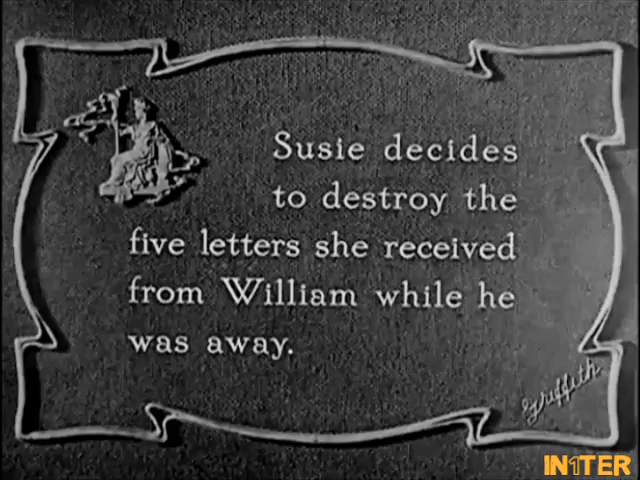 Susie decides
to destroy the
five letters she received
from William while he
was away.
Griffith
IN1TER